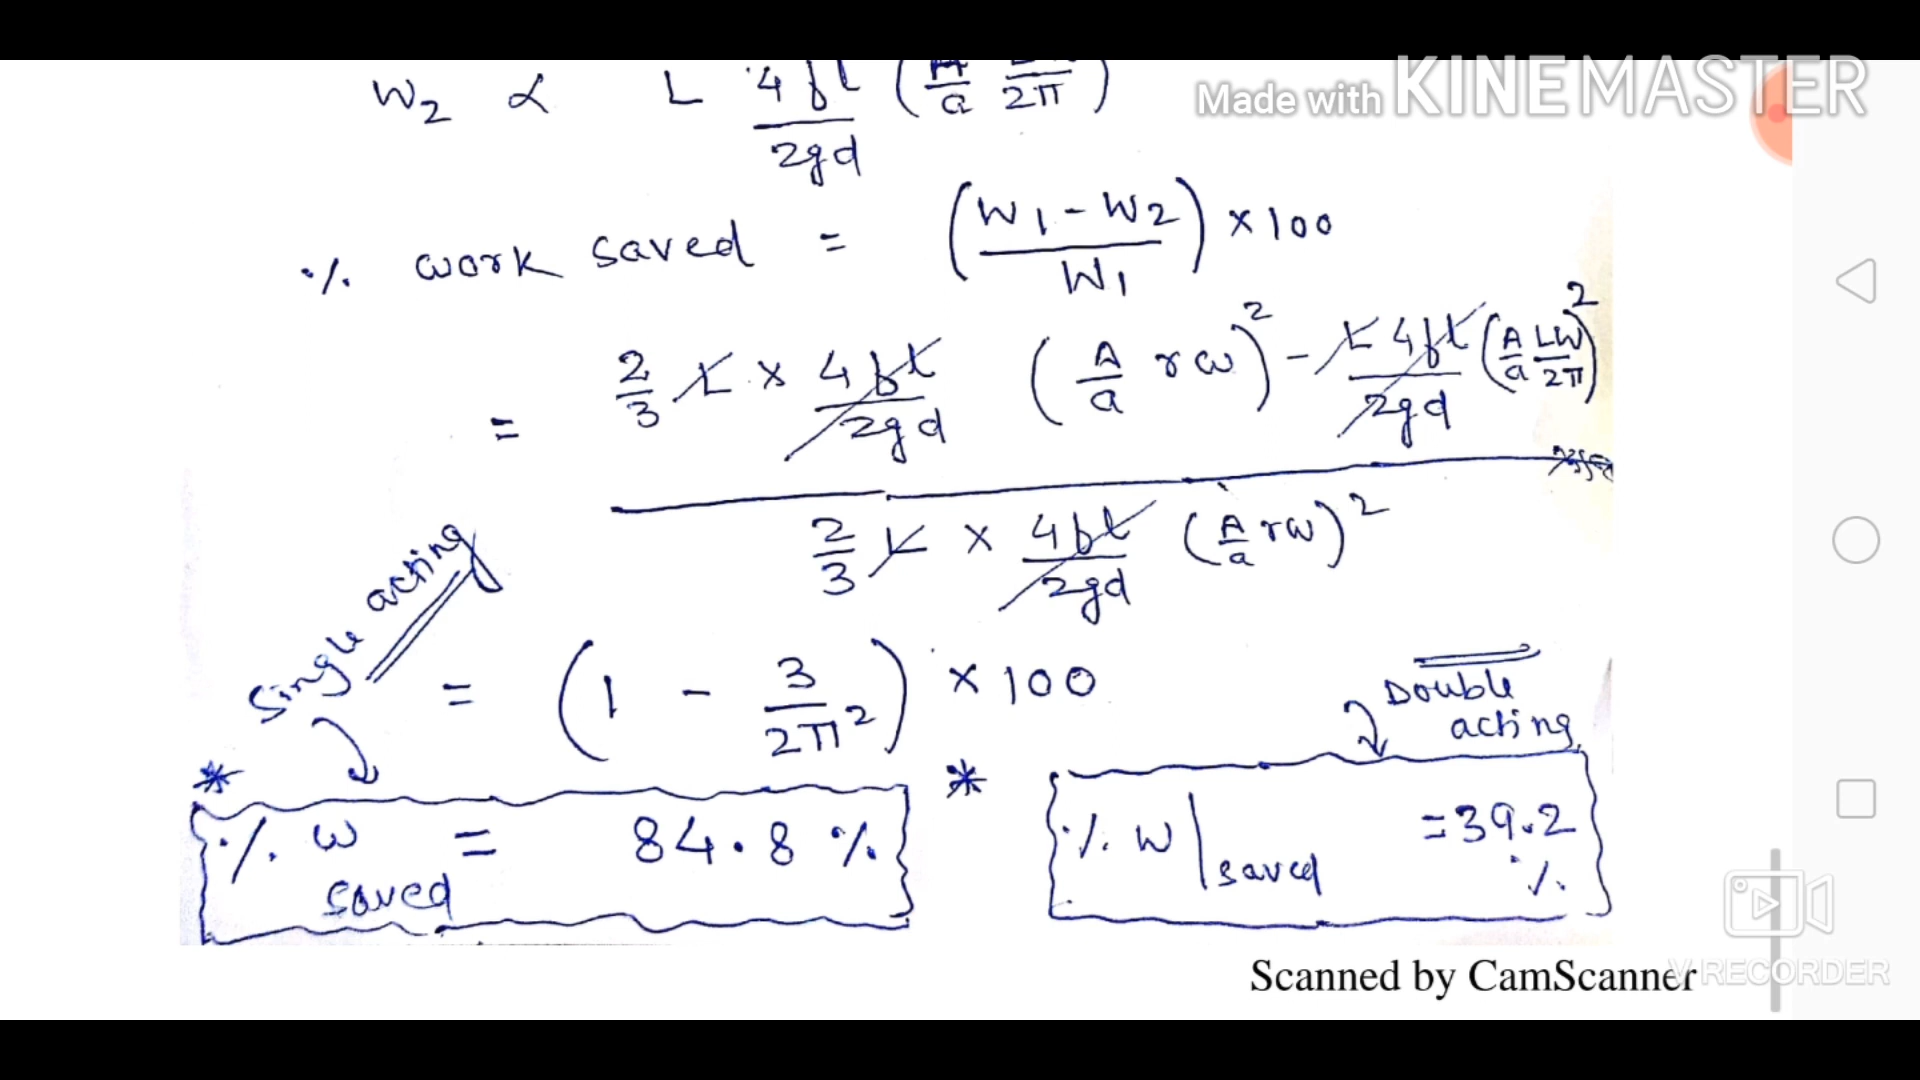 W₂ ∝ L 4fl/2gd (A/a /2π)
Made with KINEMASTER
% work saved = ((W₁ - W₂)/W₁) × 100
= [2/3 L × 4fl/2gd (A/a rω)² - L 4fl/2gd (A/a Lω/2π)²] / [2/3 L × 4fl/2gd (A/a rω)²]
single acting
= (1 - 3/2π²) × 100
Double
acting
* % W saved = 84.8 %
* % W | saved = 39.2 %
Scanned by CamScanner
V RECORDER